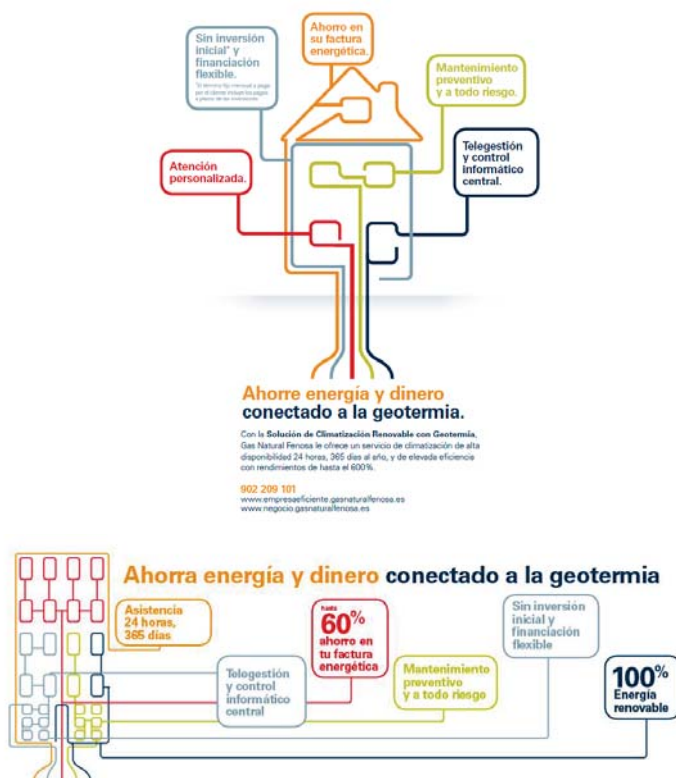 Ahorro en
su factura
energética.
Sin inversión
inicial* y
financiación
flexible.
Mantenimiento
preventivo
y a todo riesgo.
Telegestión
y control
informático
central.
Atención
personalizada.
Ahorre energía y dinero
conectado a la geotermia.
Con la Solución de Climatización Renovable con Geotermia,
Gas Natural Fenosa le ofrece un servicio de climatización de alta
disponibilidad 24 horas, 365 días al año, y de elevada eficiencia
con rendimientos de hasta el 600%.
902 209 101
www.empresaeficiente.gasnaturalfenosa.es
www.negocio.gasnaturalfenosa.es
Ahorra energía y dinero conectado a la geotermia
Asistencia
24 horas,
365 días
hasta
60%
ahorro en
tu factura
energética
Sin inversión
inicial y
financiación
flexible
Telegestión
y control
informático
central
Mantenimiento
preventivo
y a todo riesgo
100%
Energía
renovable